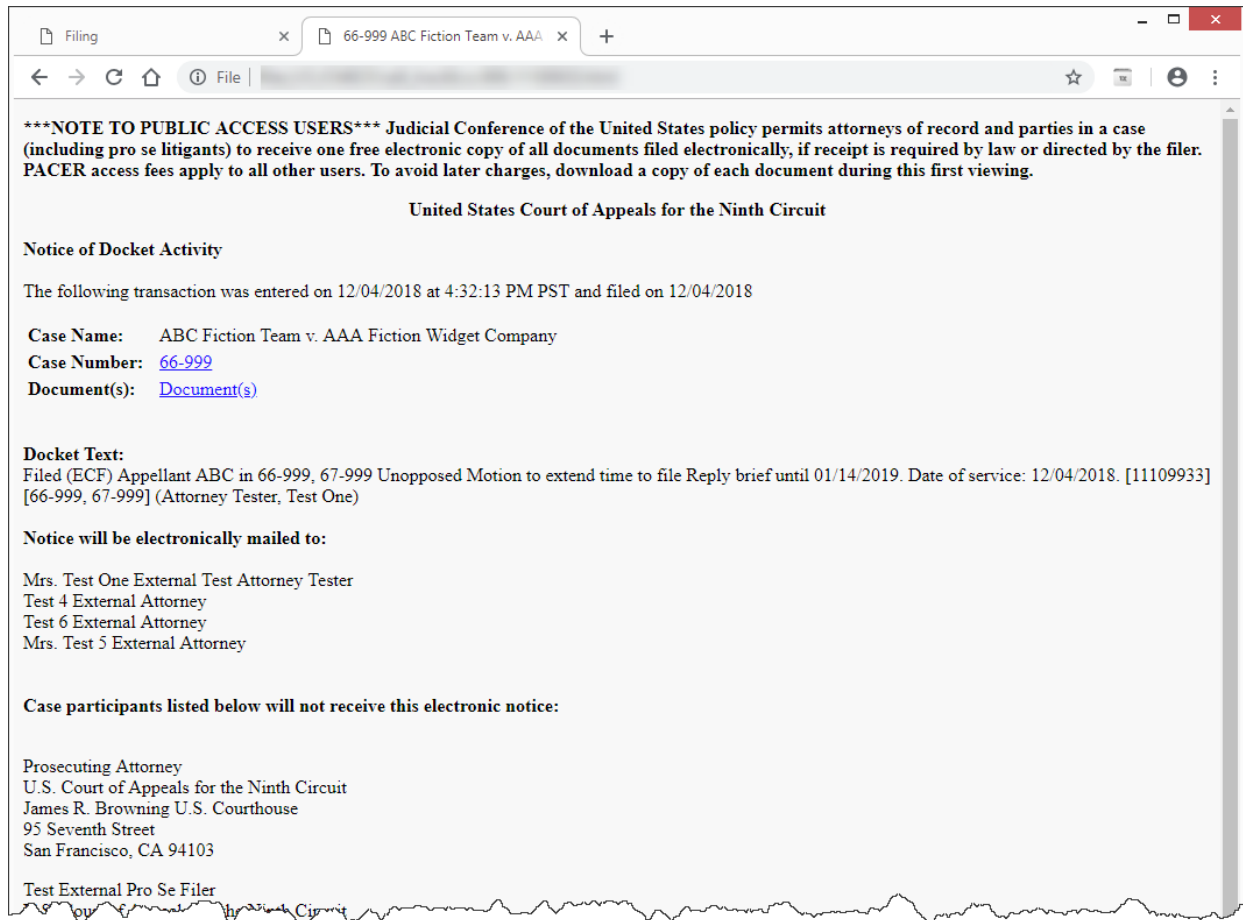 Filing
66-999 ABC Fiction Team v. AAA
File
***NOTE TO PUBLIC ACCESS USERS*** Judicial Conference of the United States policy permits attorneys of record and parties in a case
(including pro se litigants) to receive one free electronic copy of all documents filed electronically, if receipt is required by law or directed by the filer.
PACER access fees apply to all other users. To avoid later charges, download a copy of each document during this first viewing.
United States Court of Appeals for the Ninth Circuit
Notice of Docket Activity
The following transaction was entered on 12/04/2018 at 4:32:13 PM PST and filed on 12/04/2018
Case Name: ABC Fiction Team v. AAA Fiction Widget Company
Case Number: 66-999
Document(s): Document(s)
Docket Text:
Filed (ECF) Appellant ABC in 66-999, 67-999 Unopposed Motion to extend time to file Reply brief until 01/14/2019. Date of service: 12/04/2018. [11109933]
[66-999, 67-999] (Attorney Tester, Test One)
Notice will be electronically mailed to:
Mrs. Test One External Test Attorney Tester
Test 4 External Attorney
Test 6 External Attorney
Mrs. Test 5 External Attorney
Case participants listed below will not receive this electronic notice:
Prosecuting Attorney
U.S. Court of Appeals for the Ninth Circuit
James R. Browning U.S. Courthouse
95 Seventh Street
San Francisco, CA 94103
Test External Pro Se Filer